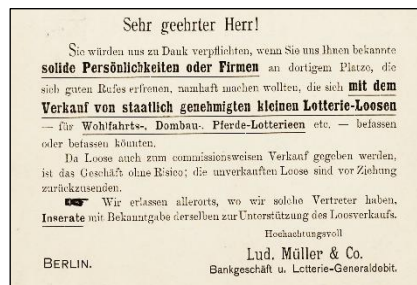 Sehr geehrter Herr!
Sie würden uns zu Dank verpflichten, wenn Sie uns Ihnen bekannte
solide Persönlichkeiten oder Firmen an dortigem Platze, die
sich guten Rufes erfreuen, namhaft machen wollten, die sich mit dem
Verkauf von staatlich genehmigten kleinen Lotterie-Loosen
— für Wohlfahrts-, Dombau-, Pferde-Lotterieen etc. — befassen
oder befassen könnten.
Da Loose auch zum commissionsweisen Verkauf gegeben werden,
ist das Geschäft ohne Risico; die unverkauften Loose sind vor Ziehung
zurückzusenden.
☛ Wir erlassen allerorts, wo wir solche Vertreter haben,
Inserate mit Bekanntgabe derselben zur Unterstützung des Loosverkaufs.
Hochachtungsvoll
Lud. Müller & Co.
BERLIN. Bankgeschäft u. Lotterie-Generaldebit.